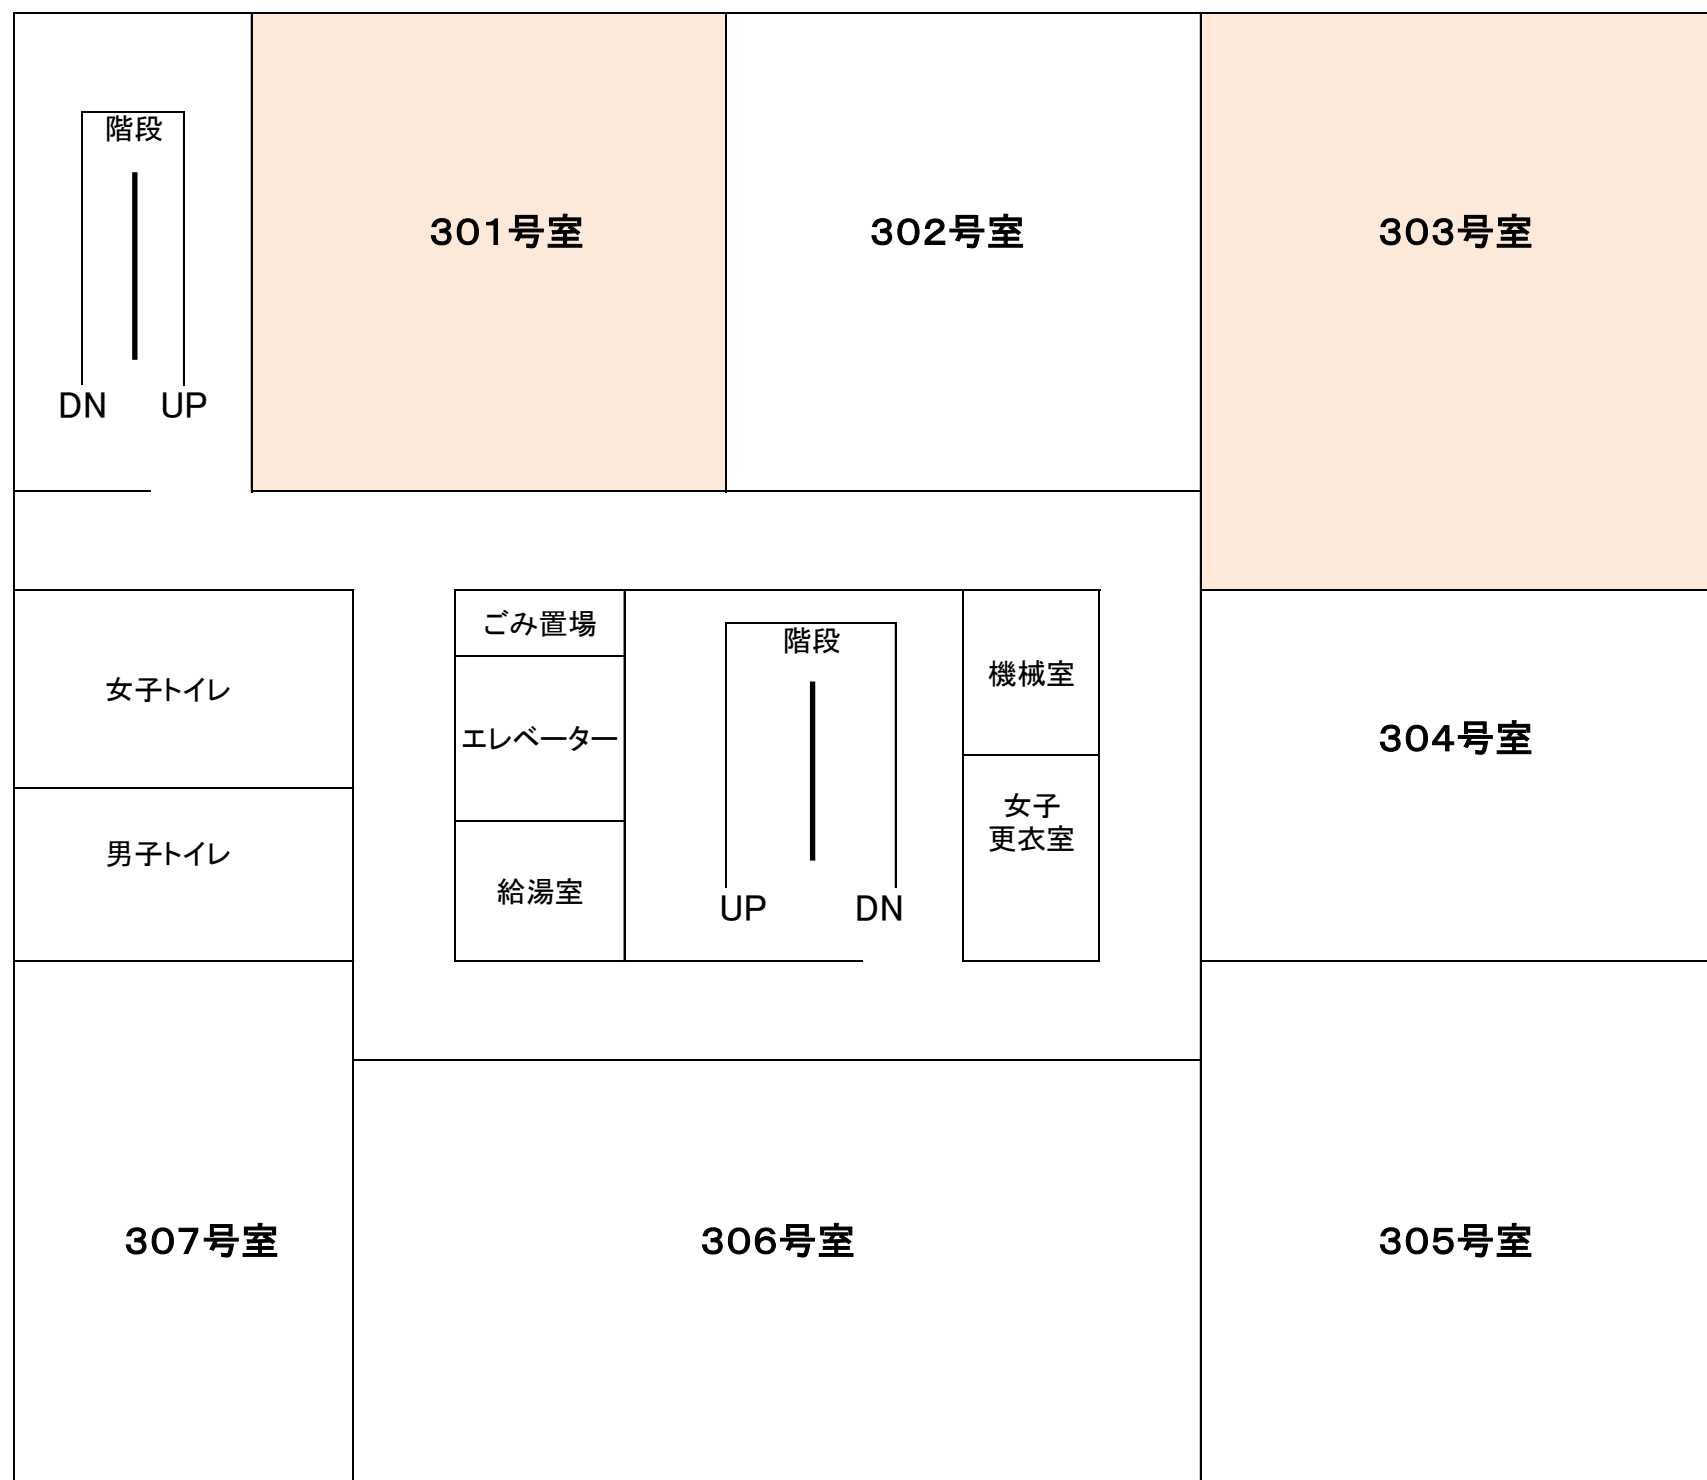 階段
301号室
302号室
303号室
DN
UP
ごみ置場
階段
機械室
女子トイレ
エレベーター
304号室
女子
更衣室
男子トイレ
給湯室
UP
DN
307号室
306号室
305号室